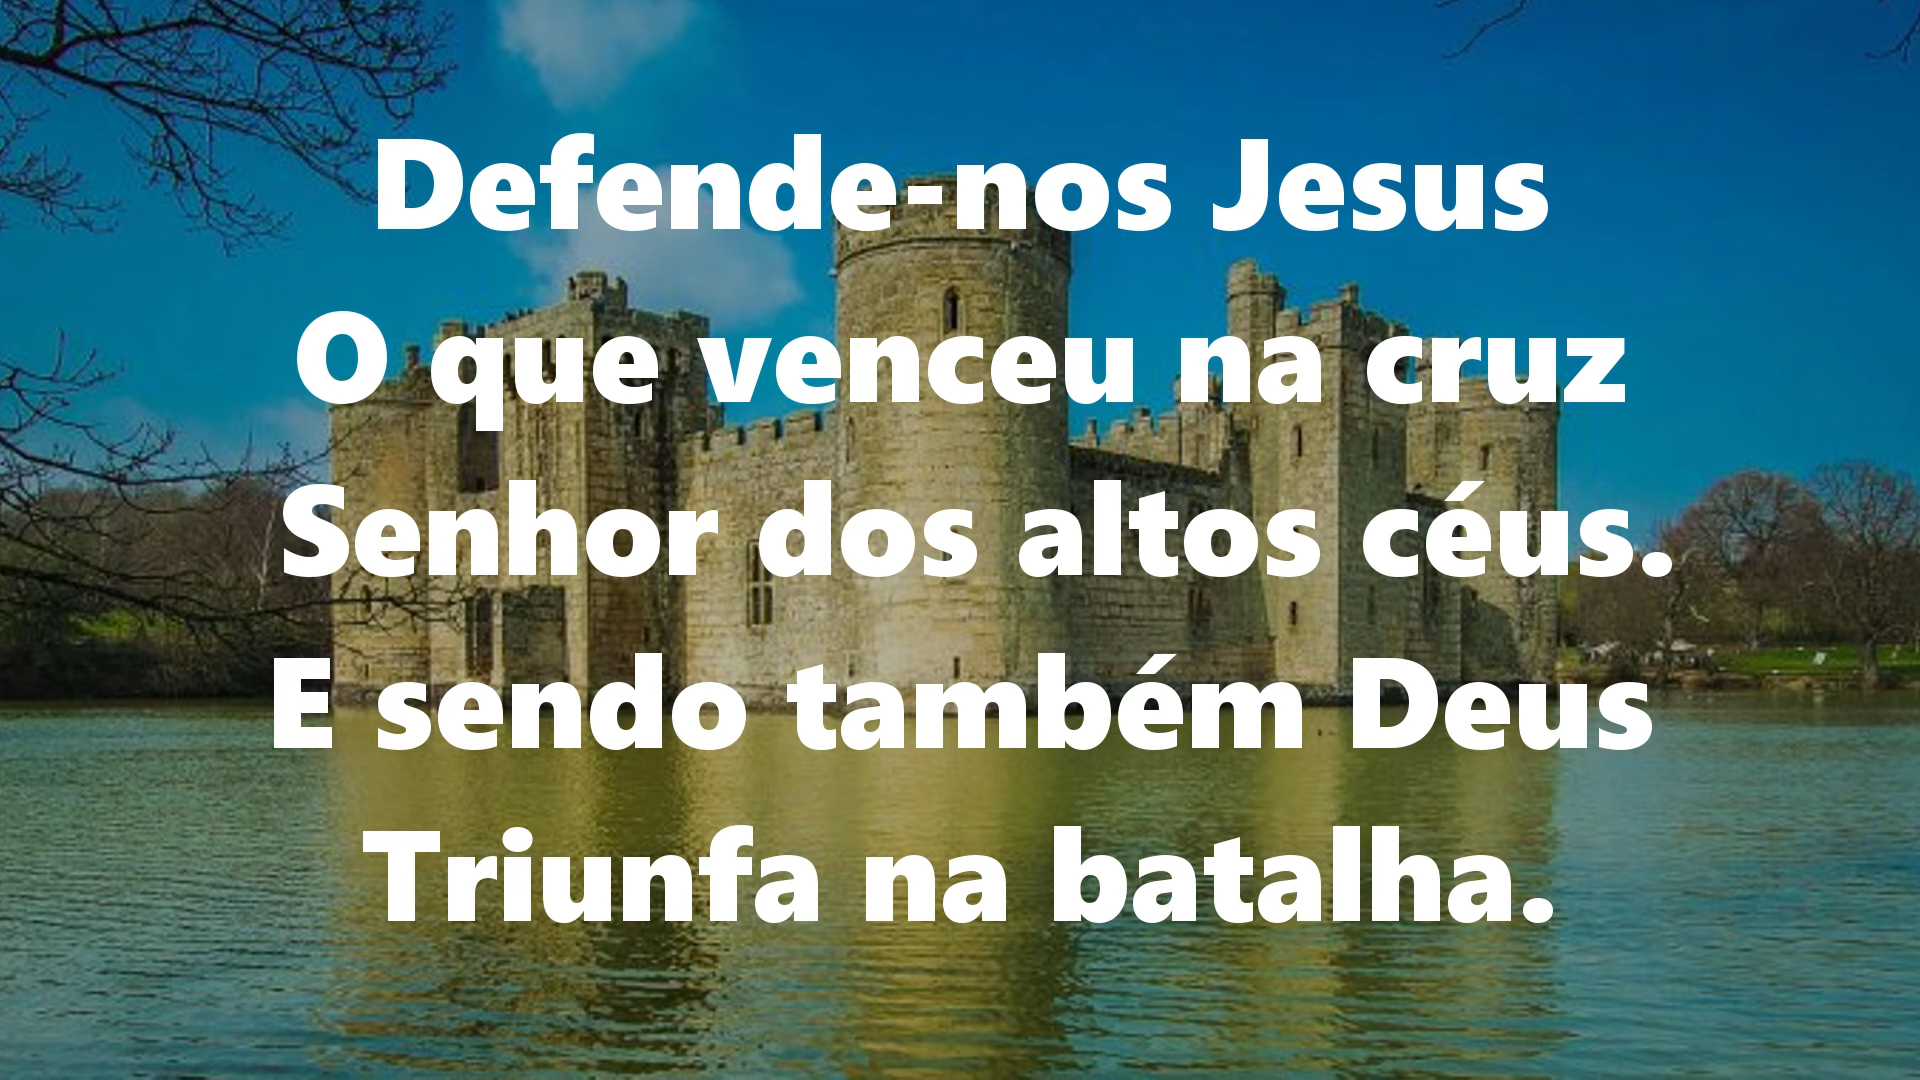 Defende-nos Jesus
O que venceu na cruz
Senhor dos altos céus.
E sendo também Deus
Triunfa na batalha.